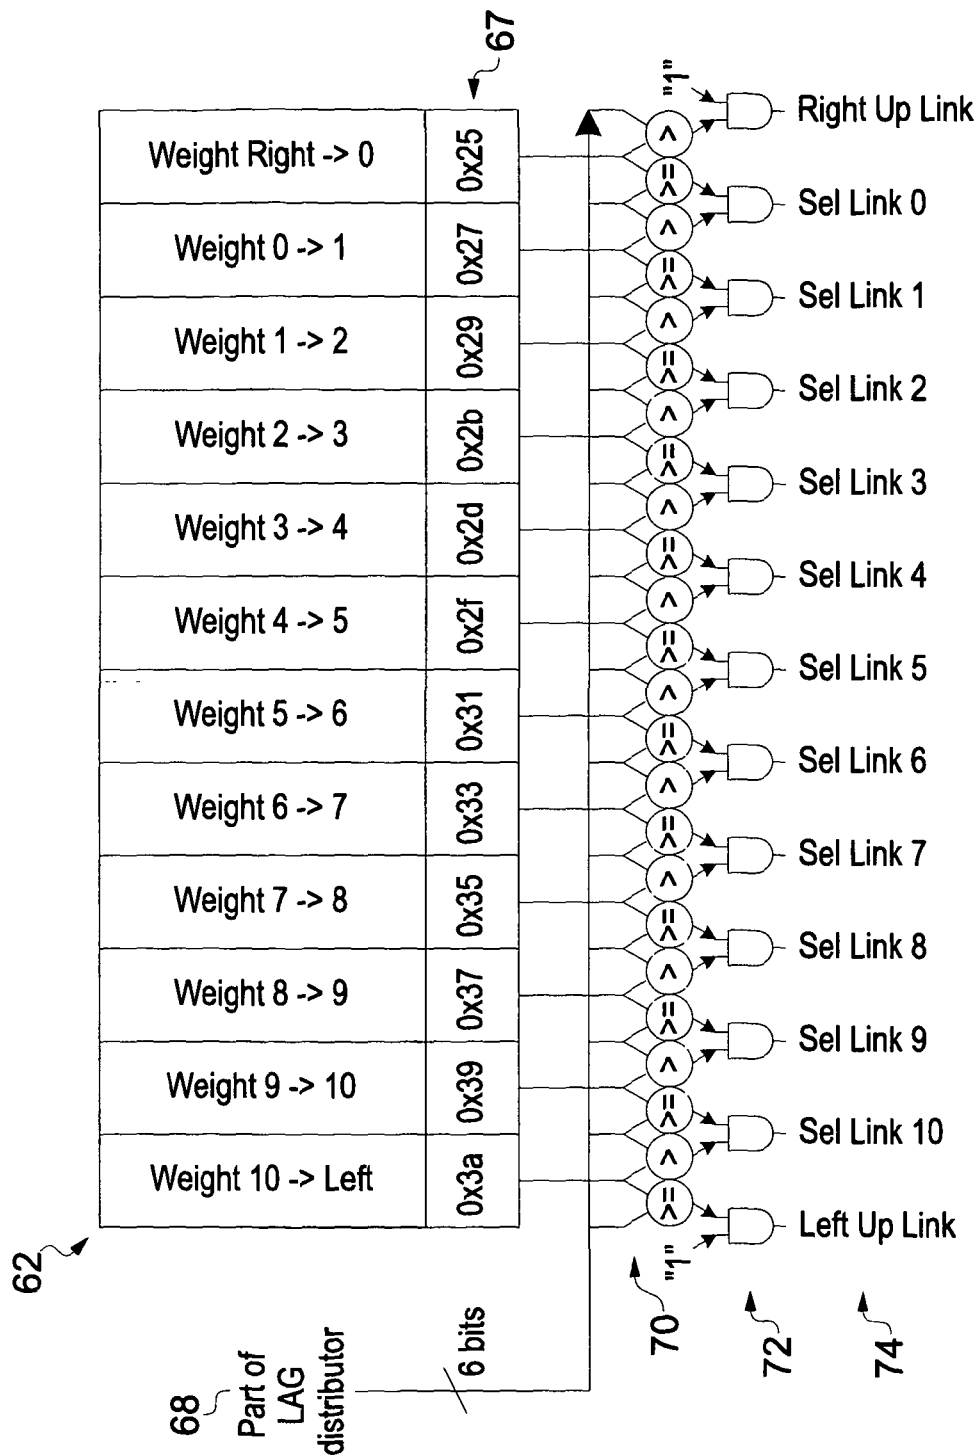 67
Weight Right -> 0
0x25
Weight 0 -> 1
0x27
Weight 1 -> 2
0x29
Weight 2 -> 3
0x2b
Weight 3 -> 4
0x2d
Weight 4 -> 5
0x2f
Weight 5 -> 6
0x31
Weight 6 -> 7
0x33
Weight 7 -> 8
0x35
Weight 8 -> 9
0x37
Weight 9 -> 10
0x39
Weight 10 -> Left
0x3a
62
68
Part of
LAG
distributor
6 bits
"1"
>
>=
>
>=
>
>=
>
>=
>
>=
>
>=
>
>=
>
>=
>
>=
>
>=
>
>=
>
>=
"1"
70
72
74
Right Up Link
Sel Link 0
Sel Link 1
Sel Link 2
Sel Link 3
Sel Link 4
Sel Link 5
Sel Link 6
Sel Link 7
Sel Link 8
Sel Link 9
Sel Link 10
Left Up Link